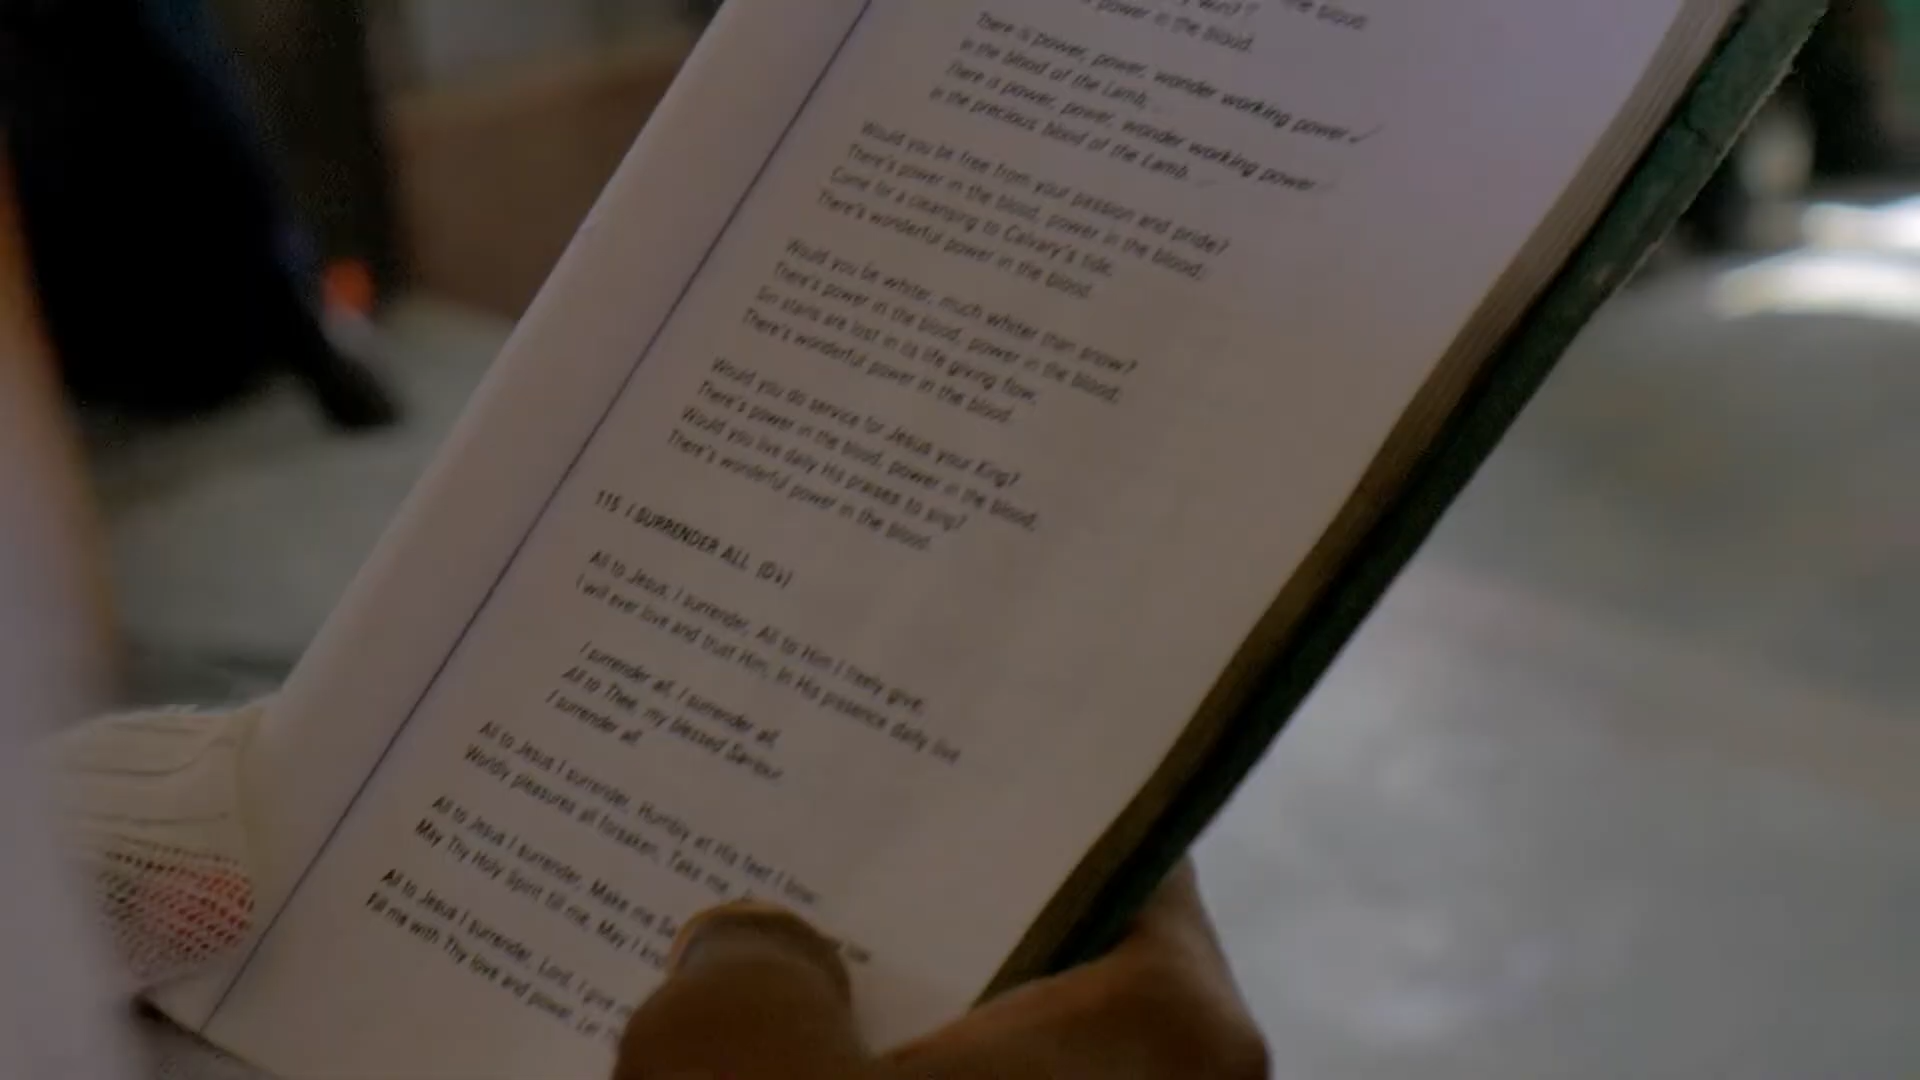 the blood
power in the blood.
There is power, power, wonder working power
in the blood of the Lamb.
There is power, power, wonder working power
in the precious blood of the Lamb.
Would you be free from your passion and pride?
There's power in the blood, power in the blood;
Come for a cleansing to Calvary's tide,
There's wonderful power in the blood.
Would you be whiter, much whiter than snow?
There's power in the blood, power in the blood;
Sin stains are lost in its life giving flow,
There's wonderful power in the blood.
Would you do service for Jesus your King?
There's power in the blood, power in the blood,
Would you live daily His praises to sing?
There's wonderful power in the blood.
115 I SURRENDER ALL
All to Jesus, I surrender, All to Him I freely give.
I will ever love and trust Him, In His presence daily live
I surrender all, I surrender all,
All to Thee, my blessed Saviour,
I surrender all.
All to Jesus I surrender, Humbly at His feet I bow;
Worldly pleasures all forsaken, Take me,
All to Jesus I surrender, Make me
May Thy Holy Spirit fill me, May I
All to Jesus I surrender, Lord, I give
Fill me with Thy love and power, Let